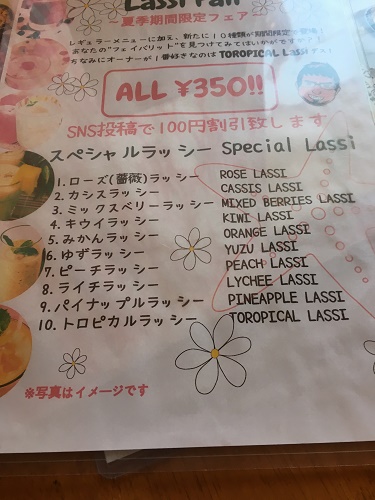 Lassi Fair
夏季期間限定フェア
レギュラーメニューに加え、新たに10種類が期間限定で登場!
あなたの"フェイバリット"を見つけてみてはいかがですか?
ちなみにオーナーが1番好きなのは TOROPICAL Lassiデス!
ALL ¥350!!
SNS投稿で100円割引致します
スペシャルラッシー Special Lassi
1. ローズ(薔薇)ラッシー ROSE LASSI
2. カシスラッシー CASSIS LASSI
3. ミックスベリーラッシー MIXED BERRIES LASSI
4. キウイラッシー KIWI LASSI
5. みかんラッシー ORANGE LASSI
6. ゆずラッシー YUZU LASSI
7. ピーチラッシー PEACH LASSI
8. ライチラッシー LYCHEE LASSI
9. パイナップルラッシー PINEAPPLE LASSI
10. トロピカルラッシー TOROPICAL LASSI
※写真はイメージです